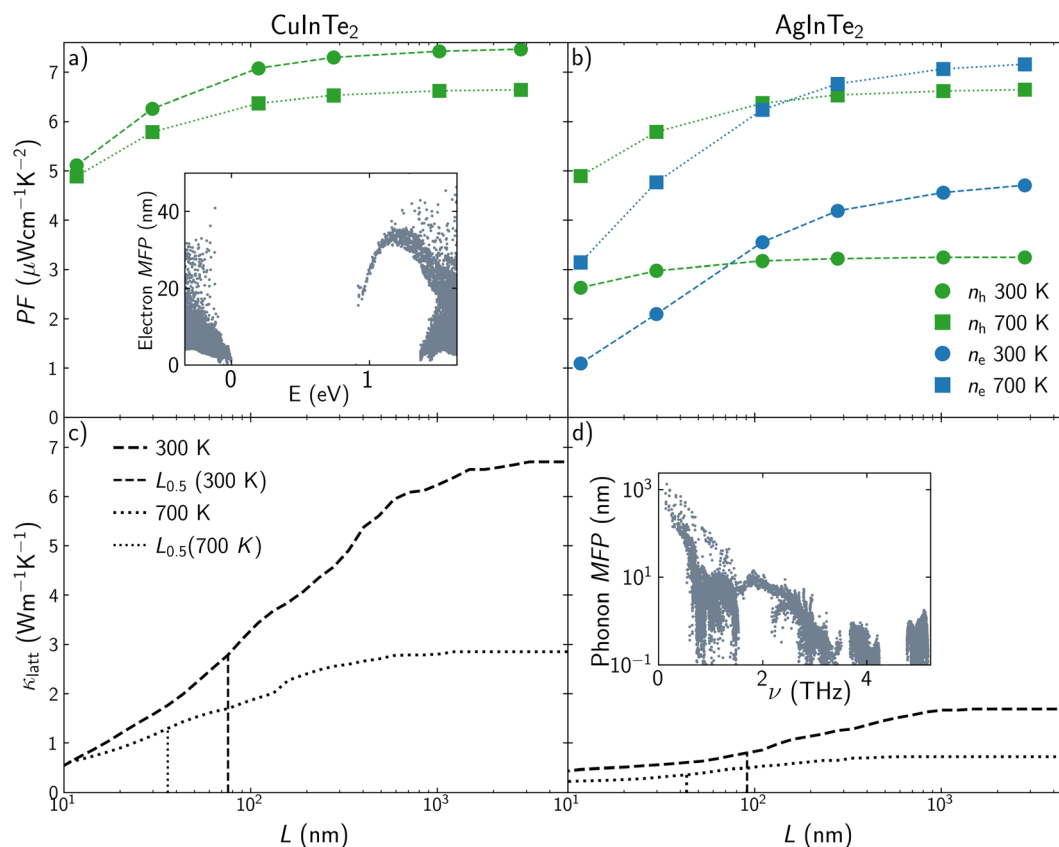 CuInTe₂ AgInTe₂
a)
b)
7
6
5
4
3
2
1
0
PF (μWcm⁻¹K⁻²)
40
20
0
Electron MFP (nm)
0 1
E (eV)
nₕ 300 K
nₕ 700 K
nₑ 300 K
nₑ 700 K
c)
d)
300 K
L₀.₅ (300 K)
700 K
L₀.₅(700 K)
7
6
5
4
3
2
1
0
κₗₐₜₜ (Wm⁻¹K⁻¹)
10³
10¹
10⁻¹
Phonon MFP (nm)
0 2 4
ν (THz)
10¹ 10² 10³ 10¹ 10² 10³
L (nm) L (nm)